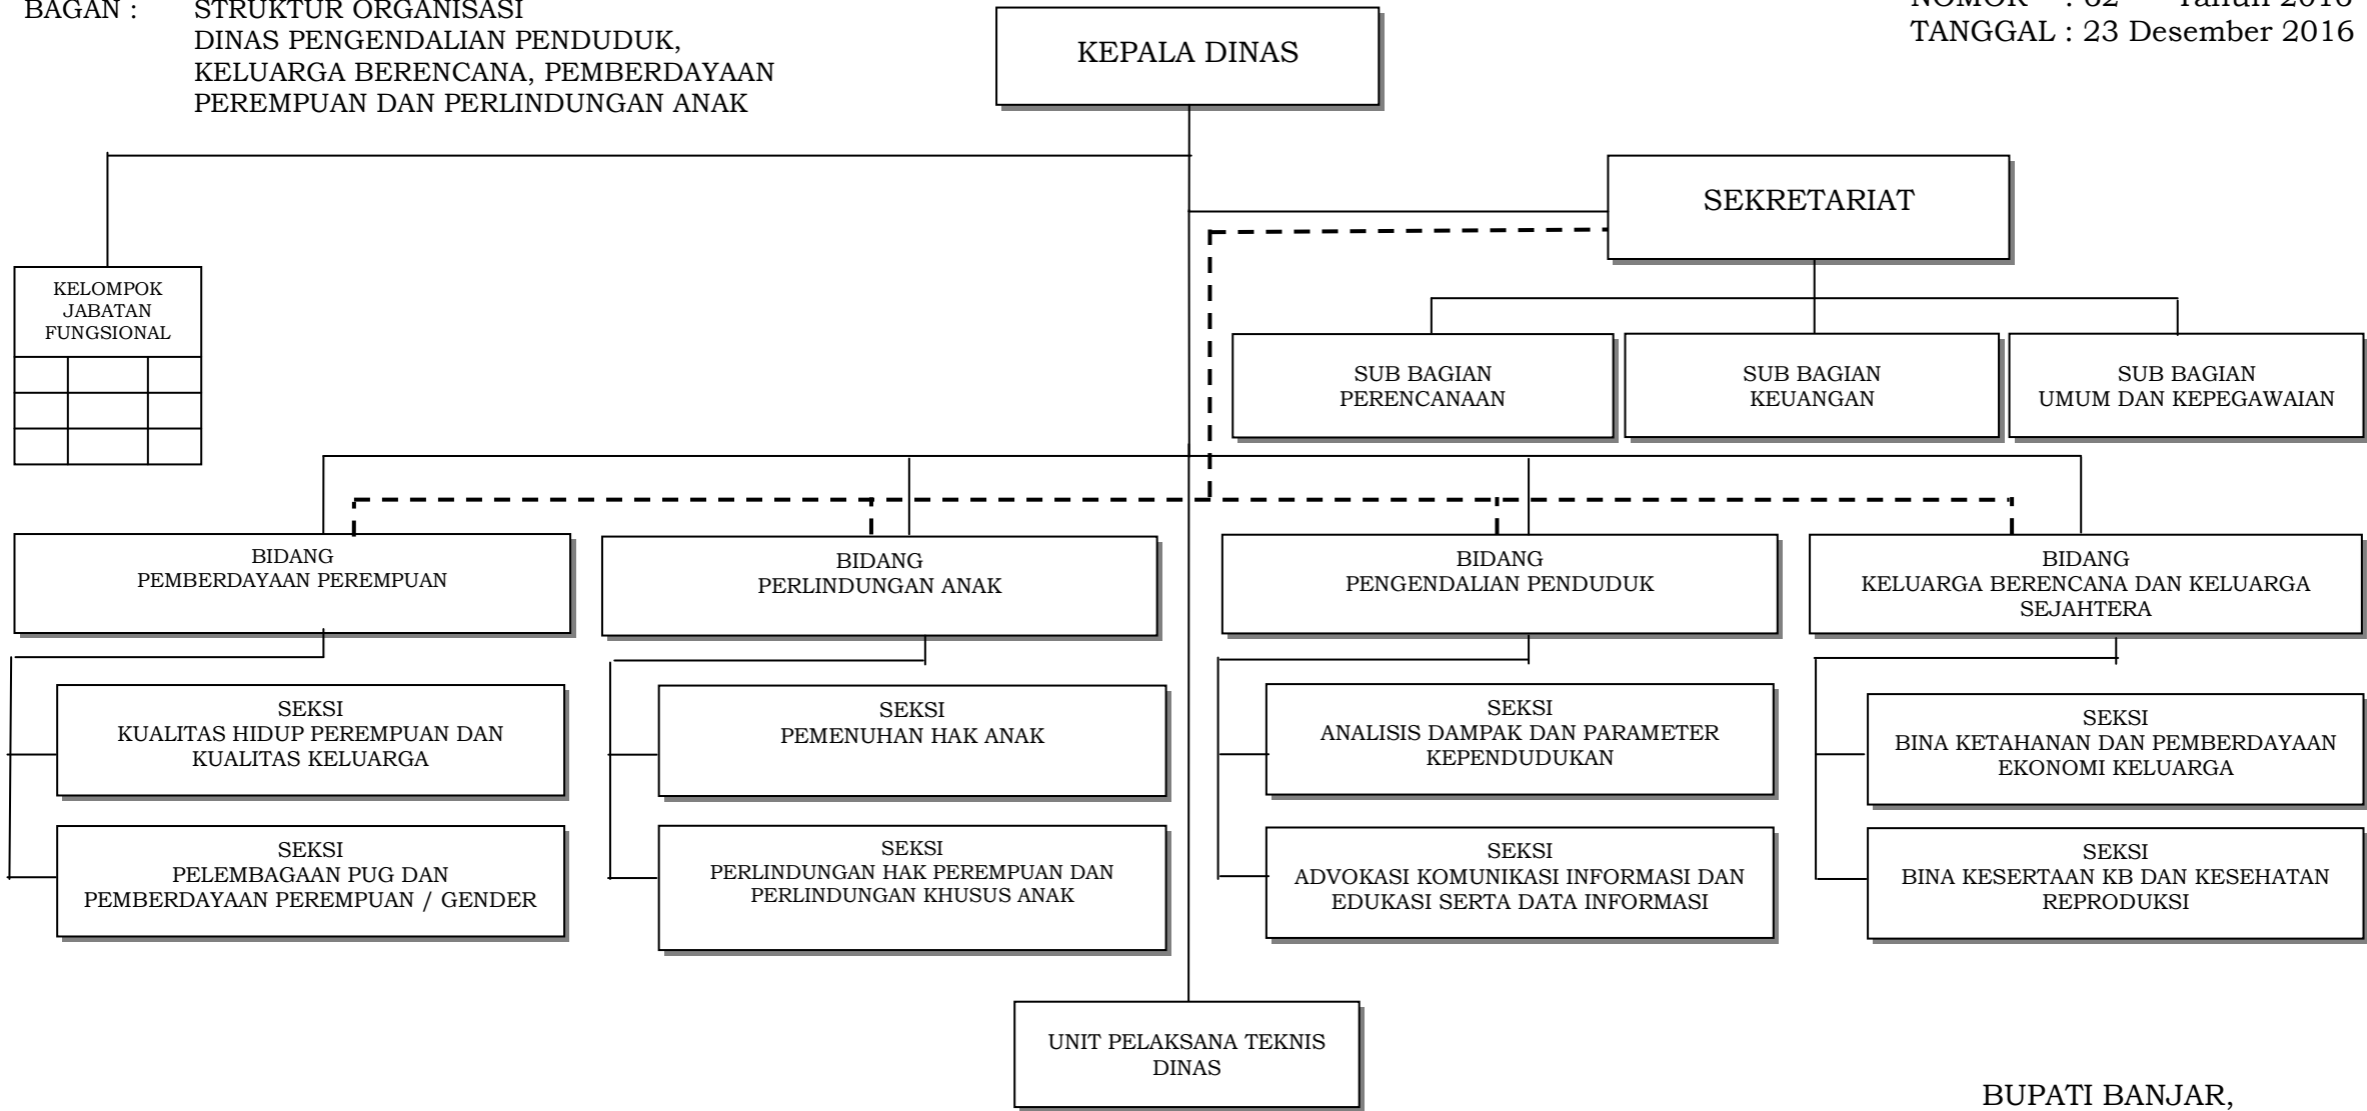 BAGAN : STRUKTUR ORGANISASI
DINAS PENGENDALIAN PENDUDUK,
KELUARGA BERENCANA, PEMBERDAYAAN
PEREMPUAN DAN PERLINDUNGAN ANAK
NOMOR : 62 Tahun 2016
TANGGAL : 23 Desember 2016
KEPALA DINAS
SEKRETARIAT
KELOMPOK
JABATAN
FUNGSIONAL
SUB BAGIAN
PERENCANAAN
SUB BAGIAN
KEUANGAN
SUB BAGIAN
UMUM DAN KEPEGAWAIAN
BIDANG
PEMBERDAYAAN PEREMPUAN
BIDANG
PERLINDUNGAN ANAK
BIDANG
PENGENDALIAN PENDUDUK
BIDANG
KELUARGA BERENCANA DAN KELUARGA
SEJAHTERA
SEKSI
KUALITAS HIDUP PEREMPUAN DAN
KUALITAS KELUARGA
SEKSI
PEMENUHAN HAK ANAK
SEKSI
ANALISIS DAMPAK DAN PARAMETER
KEPENDUDUKAN
SEKSI
BINA KETAHANAN DAN PEMBERDAYAAN
EKONOMI KELUARGA
SEKSI
PELEMBAGAAN PUG DAN
PEMBERDAYAAN PEREMPUAN / GENDER
SEKSI
PERLINDUNGAN HAK PEREMPUAN DAN
PERLINDUNGAN KHUSUS ANAK
SEKSI
ADVOKASI KOMUNIKASI INFORMASI DAN
EDUKASI SERTA DATA INFORMASI
SEKSI
BINA KESERTAAN KB DAN KESEHATAN
REPRODUKSI
UNIT PELAKSANA TEKNIS
DINAS
BUPATI BANJAR,